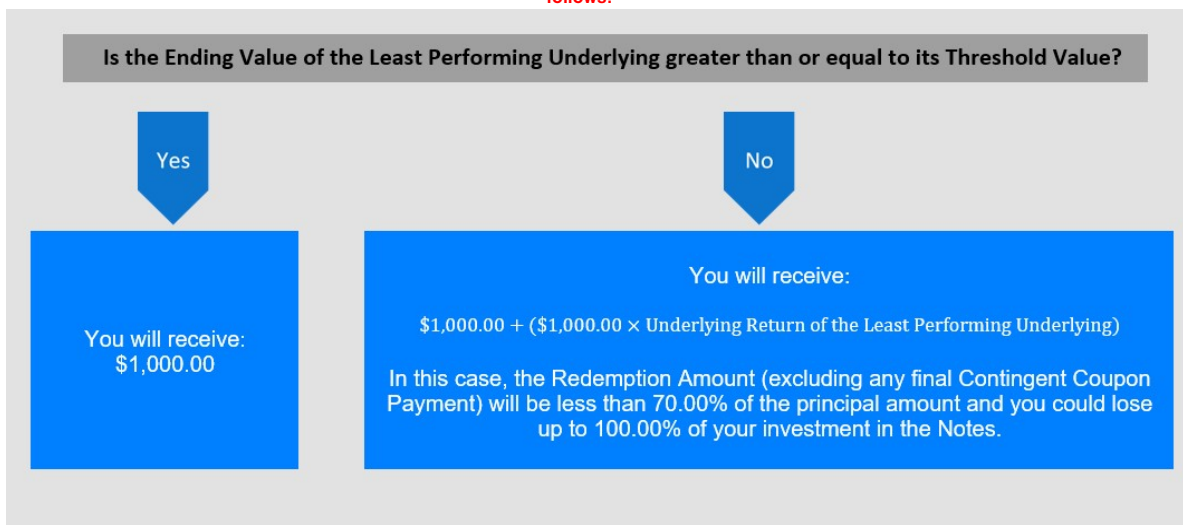 follows:
Is the Ending Value of the Least Performing Underlying greater than or equal to its Threshold Value?
Yes
No
You will receive:
$1,000.00
You will receive:
$1,000.00 + ($1,000.00 × Underlying Return of the Least Performing Underlying)
In this case, the Redemption Amount (excluding any final Contingent Coupon
Payment) will be less than 70.00% of the principal amount and you could lose
up to 100.00% of your investment in the Notes.